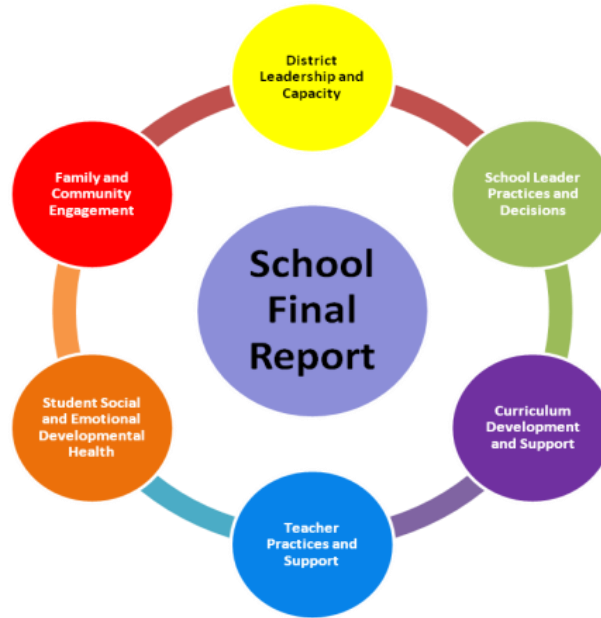 District
Leadership and
Capacity
School Leader
Practices and
Decisions
Curriculum
Development
and Support
Teacher
Practices and
Support
Student Social
and Emotional
Developmental
Health
Family and
Community
Engagement
School
Final
Report